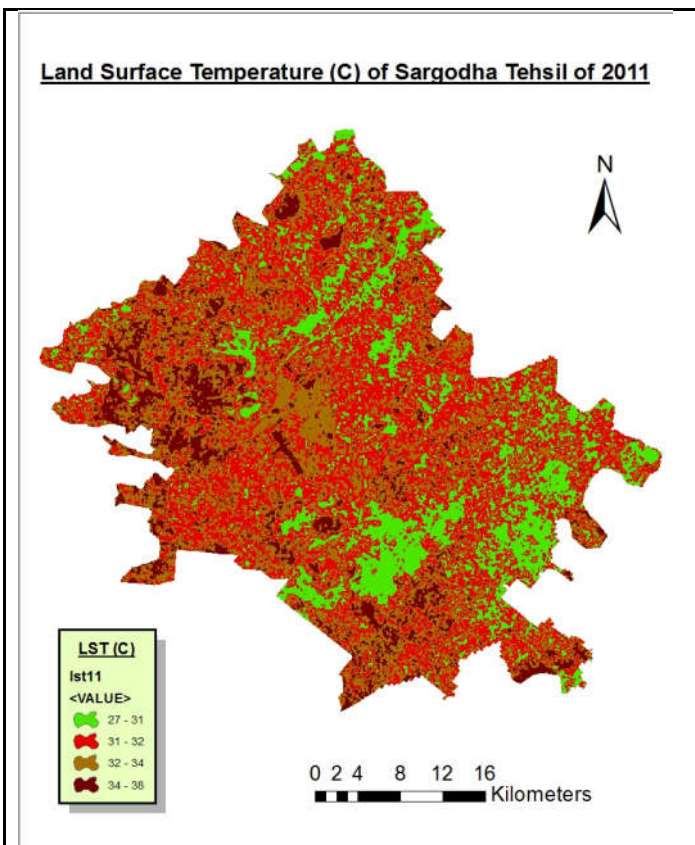 Land Surface Temperature (C) of Sargodha Tehsil of 2011
N
LST (C)
lst11
<VALUE>
27 - 31
31 - 32
32 - 34
34 - 38
0 2 4 8 12 16
Kilometers